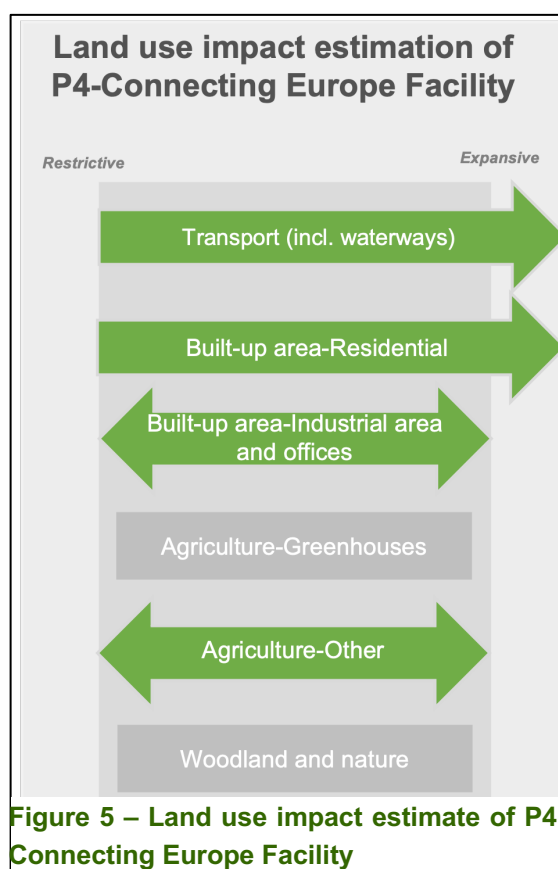 Land use impact estimation of
P4-Connecting Europe Facility
Restrictive
Expansive
Transport (incl. waterways)
Built-up area-Residential
Built-up area-Industrial area
and offices
Agriculture-Greenhouses
Agriculture-Other
Woodland and nature
Figure 5 – Land use impact estimate of P4
Connecting Europe Facility